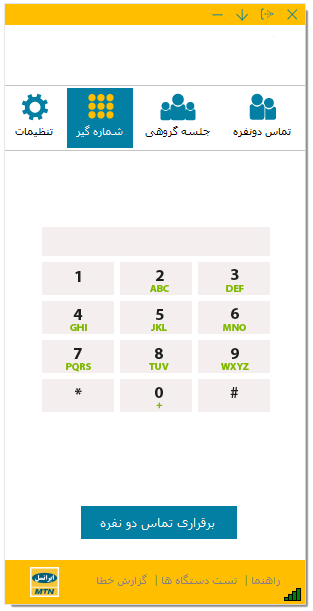 تماس دونفره
جلسه گروهی
شماره گیر
تنظیمات
1
2
ABC
3
DEF
4
GHI
5
JKL
6
MNO
7
PQRS
8
TUV
9
WXYZ
*
0
+
#
برقراری تماس دو نفره
راهنما | تست دستگاه ها | گزارش خطا
ایرانسل
MTN